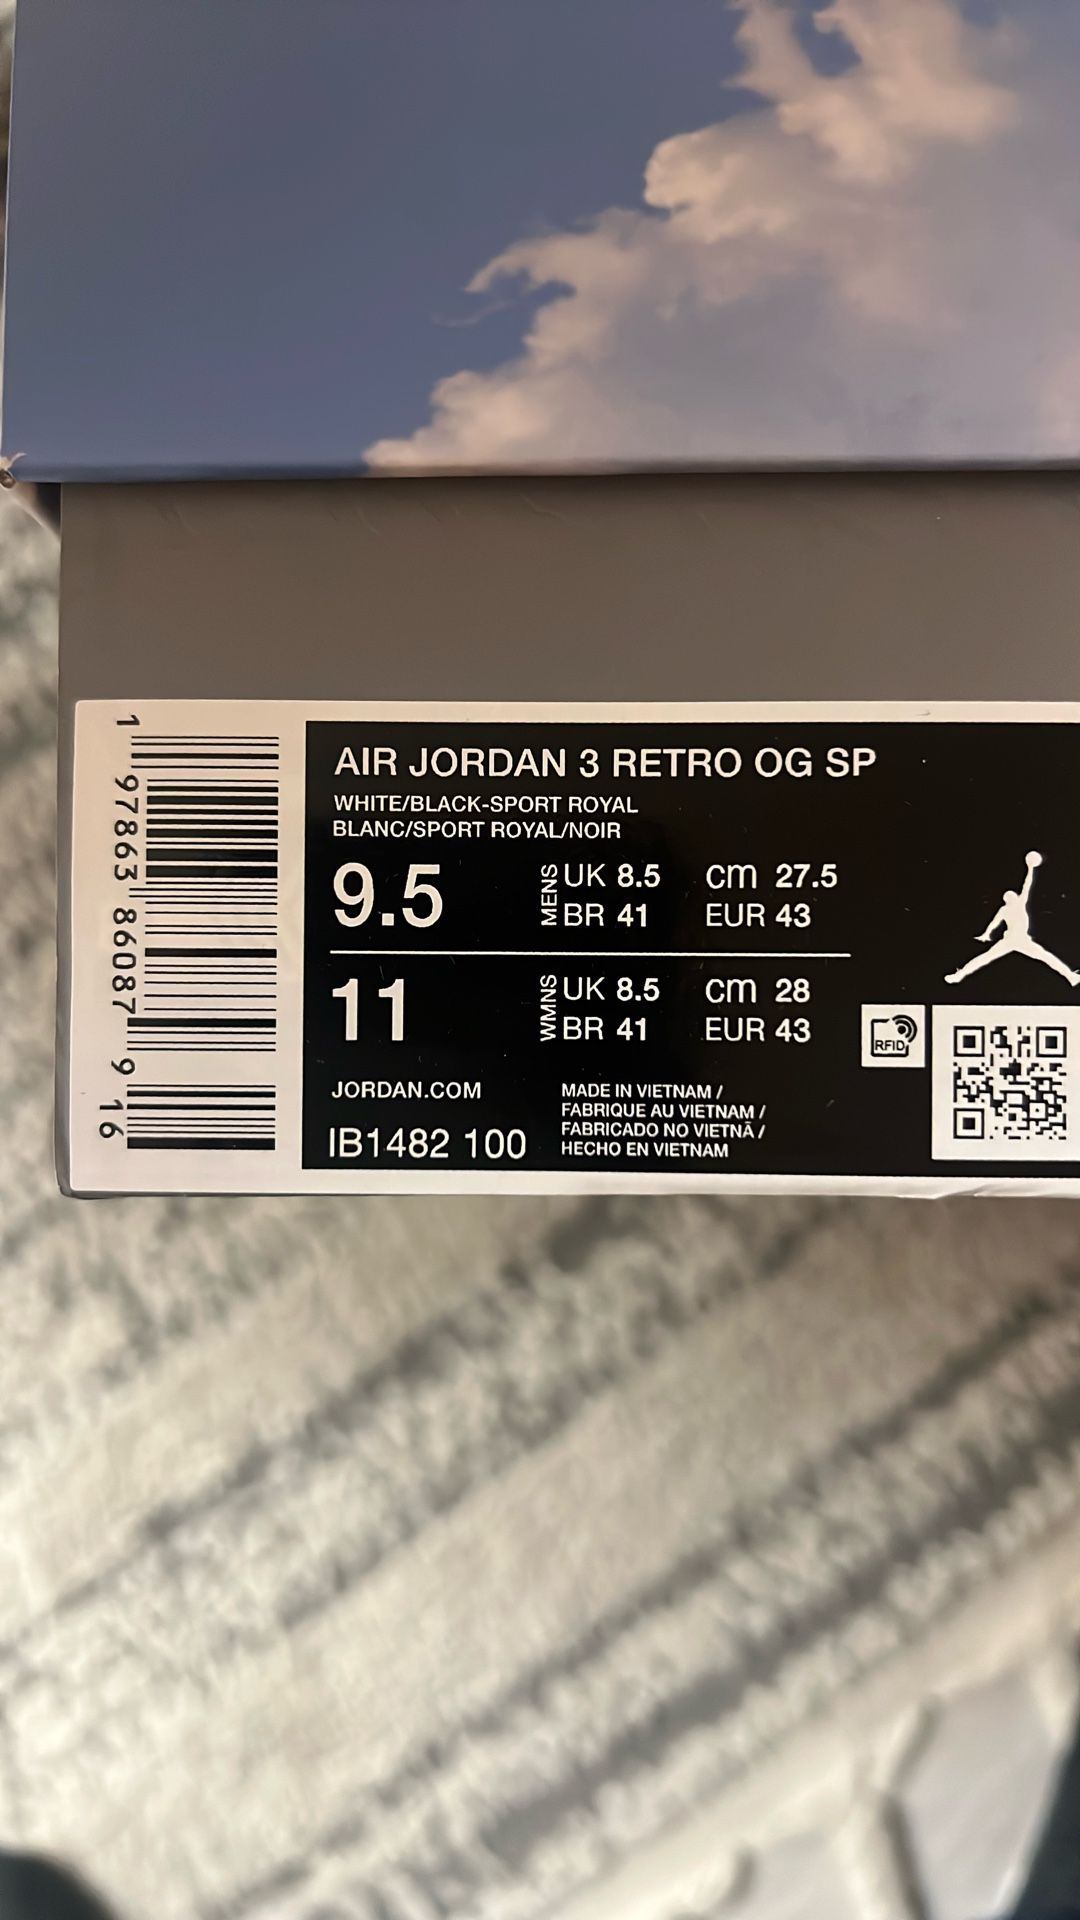 AIR JORDAN 3 RETRO OG SP
WHITE/BLACK-SPORT ROYAL
BLANC/SPORT ROYAL/NOIR
9.5 MENS UK 8.5 cm 27.5
BR 41 EUR 43
11 WMNS UK 8.5 cm 28
BR 41 EUR 43
JORDAN.COM
IB1482 100
MADE IN VIETNAM /
FABRIQUE AU VIETNAM /
FABRICADO NO VIETNÃ /
HECHO EN VIETNAM
RFID
1 97863 86087 9 16